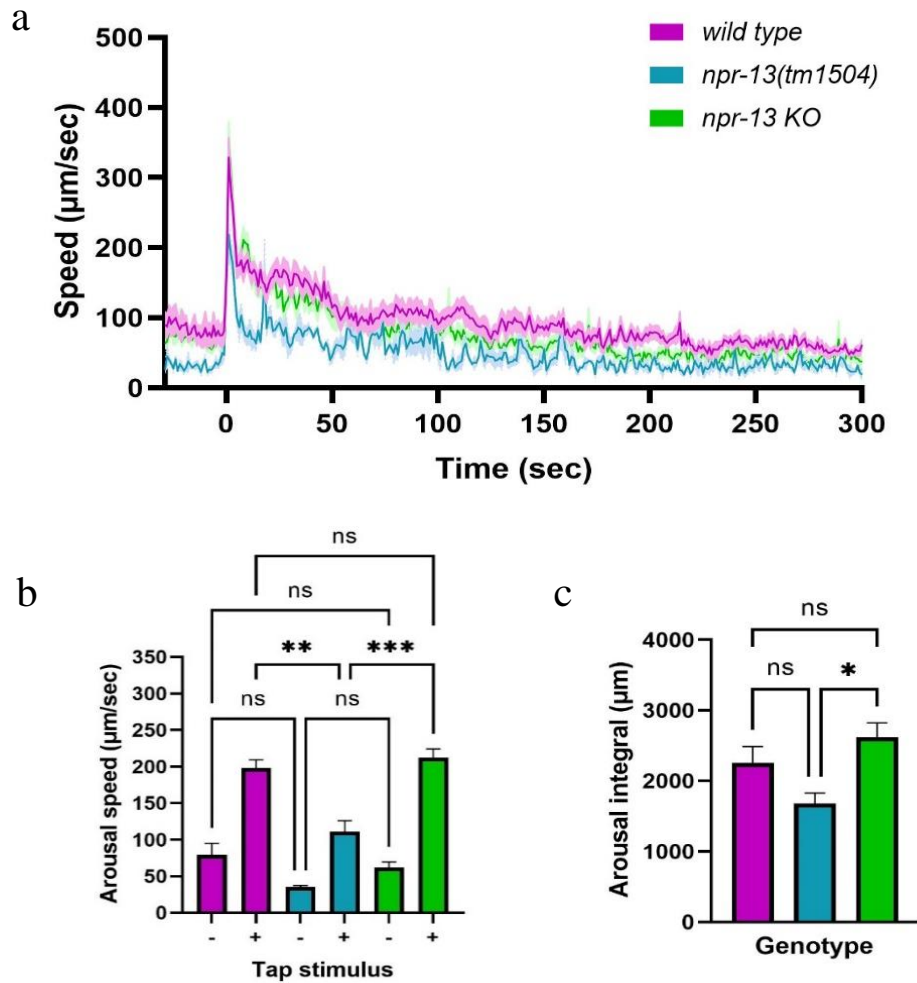 a
500
400
300
200
100
0
Speed (µm/sec)
wild type
npr-13(tm1504)
npr-13 KO
0 50 100 150 200 250 300
Time (sec)
b
ns
ns
** ***
ns ns
350
300
250
200
150
100
50
0
Arousal speed (µm/sec)
- + - + - +
Tap stimulus
c
ns
ns *
4000
3000
2000
1000
0
Arousal integral (µm)
Genotype